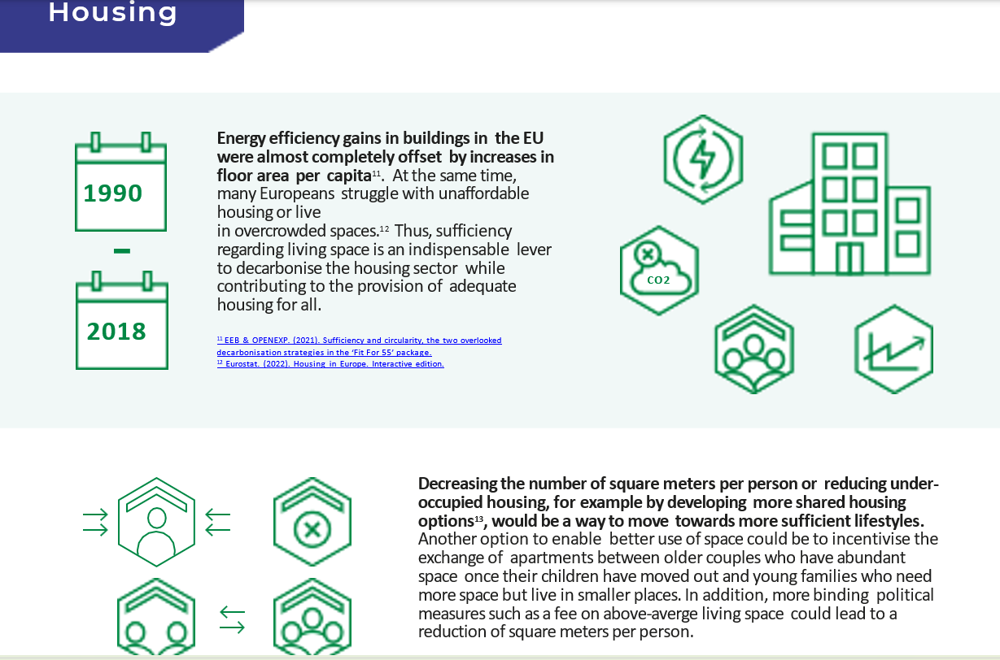 Housing
1990
2018
Energy efficiency gains in buildings in the EU
were almost completely offset by increases in
floor area per capita¹¹. At the same time,
many Europeans struggle with unaffordable
housing or live
in overcrowded spaces.¹² Thus, sufficiency
regarding living space is an indispensable lever
to decarbonise the housing sector while
contributing to the provision of adequate
housing for all.
¹¹ EEB & OPENEXP. (2021). Sufficiency and circularity, the two overlooked
decarbonisation strategies in the ‘Fit For 55’ package.
¹² Eurostat. (2022). Housing in Europe. Interactive edition.
CO2
Decreasing the number of square meters per person or reducing under-
occupied housing, for example by developing more shared housing
options¹³, would be a way to move towards more sufficient lifestyles.
Another option to enable better use of space could be to incentivise the
exchange of apartments between older couples who have abundant
space once their children have moved out and young families who need
more space but live in smaller places. In addition, more binding political
measures such as a fee on above-averge living space could lead to a
reduction of square meters per person.